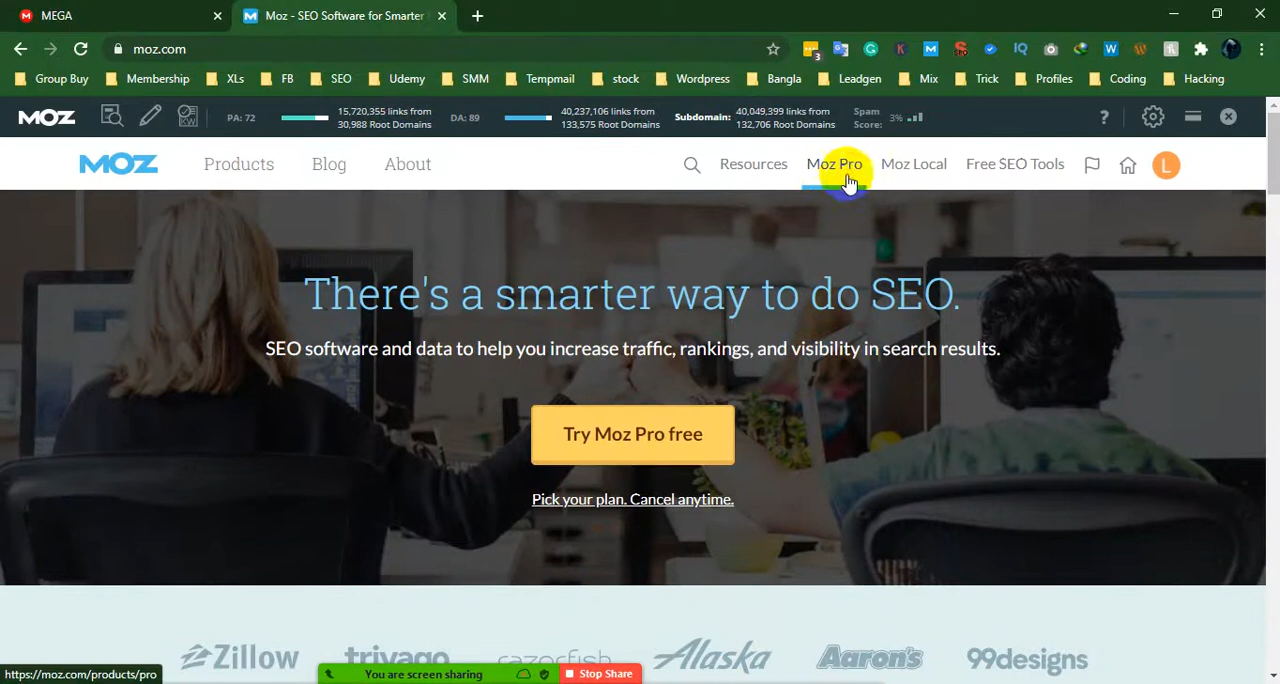 MEGA
Moz - SEO Software for Smarter
moz.com
3
IQ
W
Group Buy
Membership
XLs
FB
SEO
Udemy
SMM
Tempmail
stock
Wordpress
Bangla
Leadgen
Mix
Trick
Profiles
Coding
Hacking
MOZ
KW
PA: 72
15,720,355 links from
30,988 Root Domains
DA: 89
40,237,106 links from
133,575 Root Domains
Subdomain:
40,049,399 links from
132,706 Root Domains
Spam
Score:
3%
?
MOZ
Products
Blog
About
Resources
Moz Pro
Moz Local
Free SEO Tools
L
There's a smarter way to do SEO.
SEO software and data to help you increase traffic, rankings, and visibility in search results.
Try Moz Pro free
Pick your plan. Cancel anytime.
Zillow
trivago
razorfish
Alaska
Aaron's
99designs
https://moz.com/products/pro
You are screen sharing
Stop Share